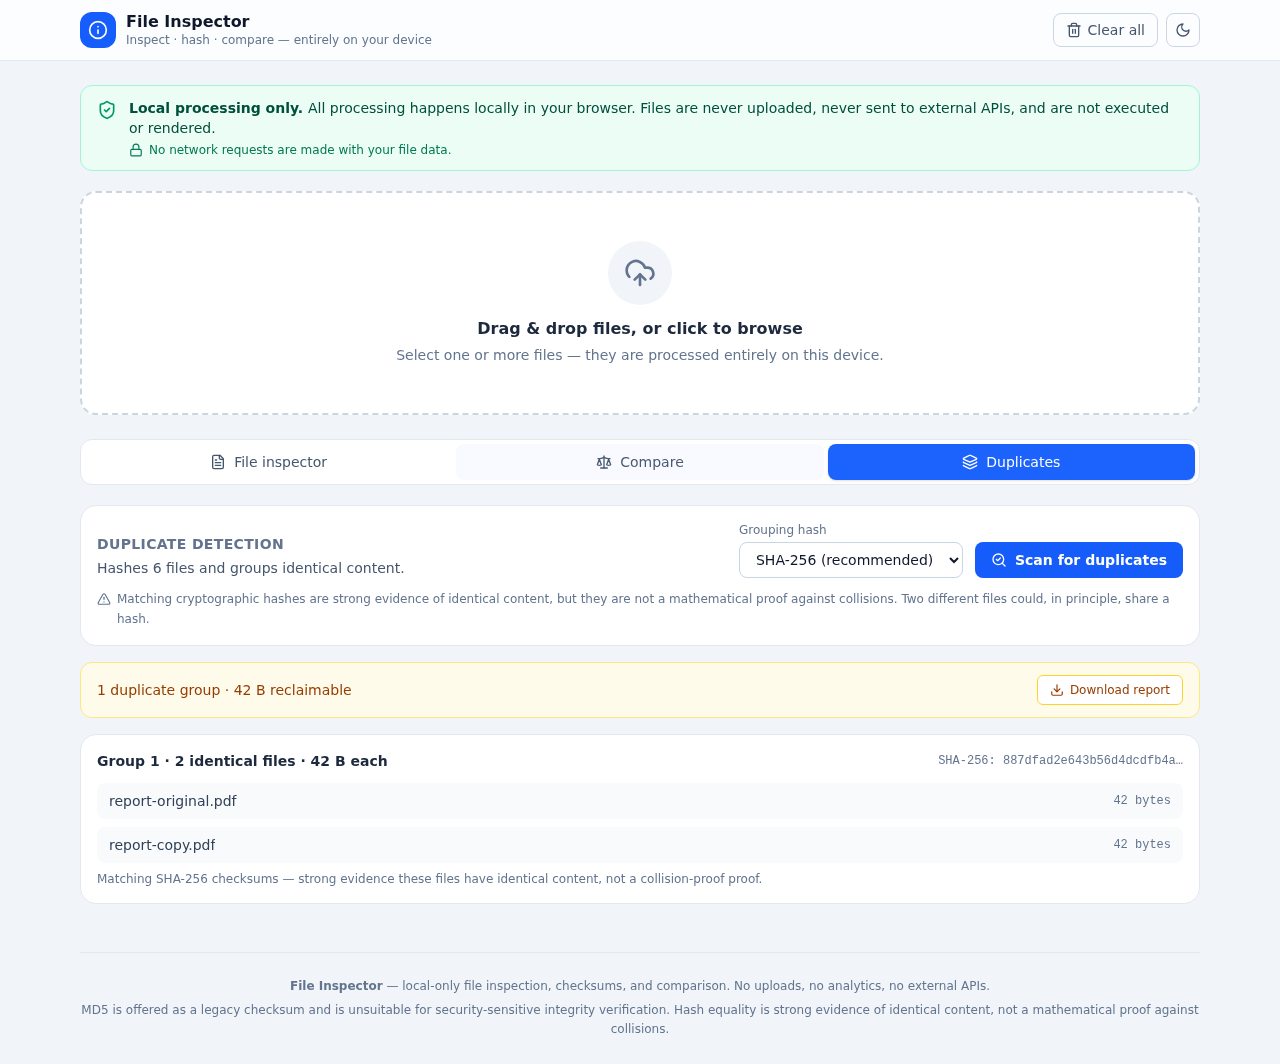 File Inspector
Inspect · hash · compare — entirely on your device
Clear all
Local processing only. All processing happens locally in your browser. Files are never uploaded, never sent to external APIs, and are not executed
or rendered.
No network requests are made with your file data.
Drag & drop files, or click to browse
Select one or more files — they are processed entirely on this device.
File inspector
Compare
Duplicates
DUPLICATE DETECTION
Hashes 6 files and groups identical content.
Grouping hash
SHA-256 (recommended)
Scan for duplicates
Matching cryptographic hashes are strong evidence of identical content, but they are not a mathematical proof against collisions. Two different files could, in principle, share a
hash.
1 duplicate group · 42 B reclaimable
Download report
Group 1 · 2 identical files · 42 B each
SHA-256: 887dfad2e643b56d4dcdfb4a…
report-original.pdf
42 bytes
report-copy.pdf
42 bytes
Matching SHA-256 checksums — strong evidence these files have identical content, not a collision-proof proof.
File Inspector — local-only file inspection, checksums, and comparison. No uploads, no analytics, no external APIs.
MD5 is offered as a legacy checksum and is unsuitable for security-sensitive integrity verification. Hash equality is strong evidence of identical content, not a mathematical proof against
collisions.